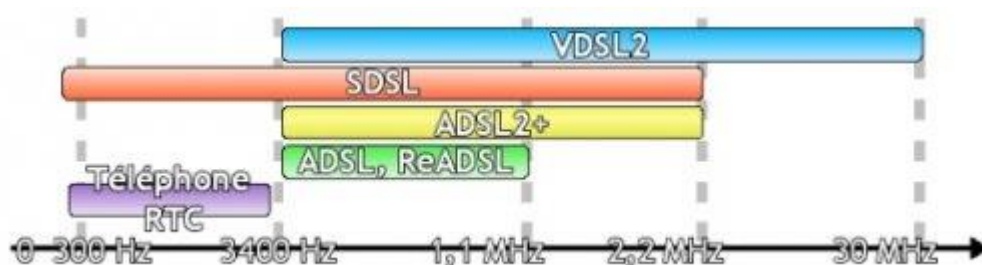 VDSL2
SDSL
ADSL2+
ADSL, ReADSL
Téléphone
RTC
0 300 Hz 3400 Hz 1,1 MHz 2,2 MHz 30 MHz